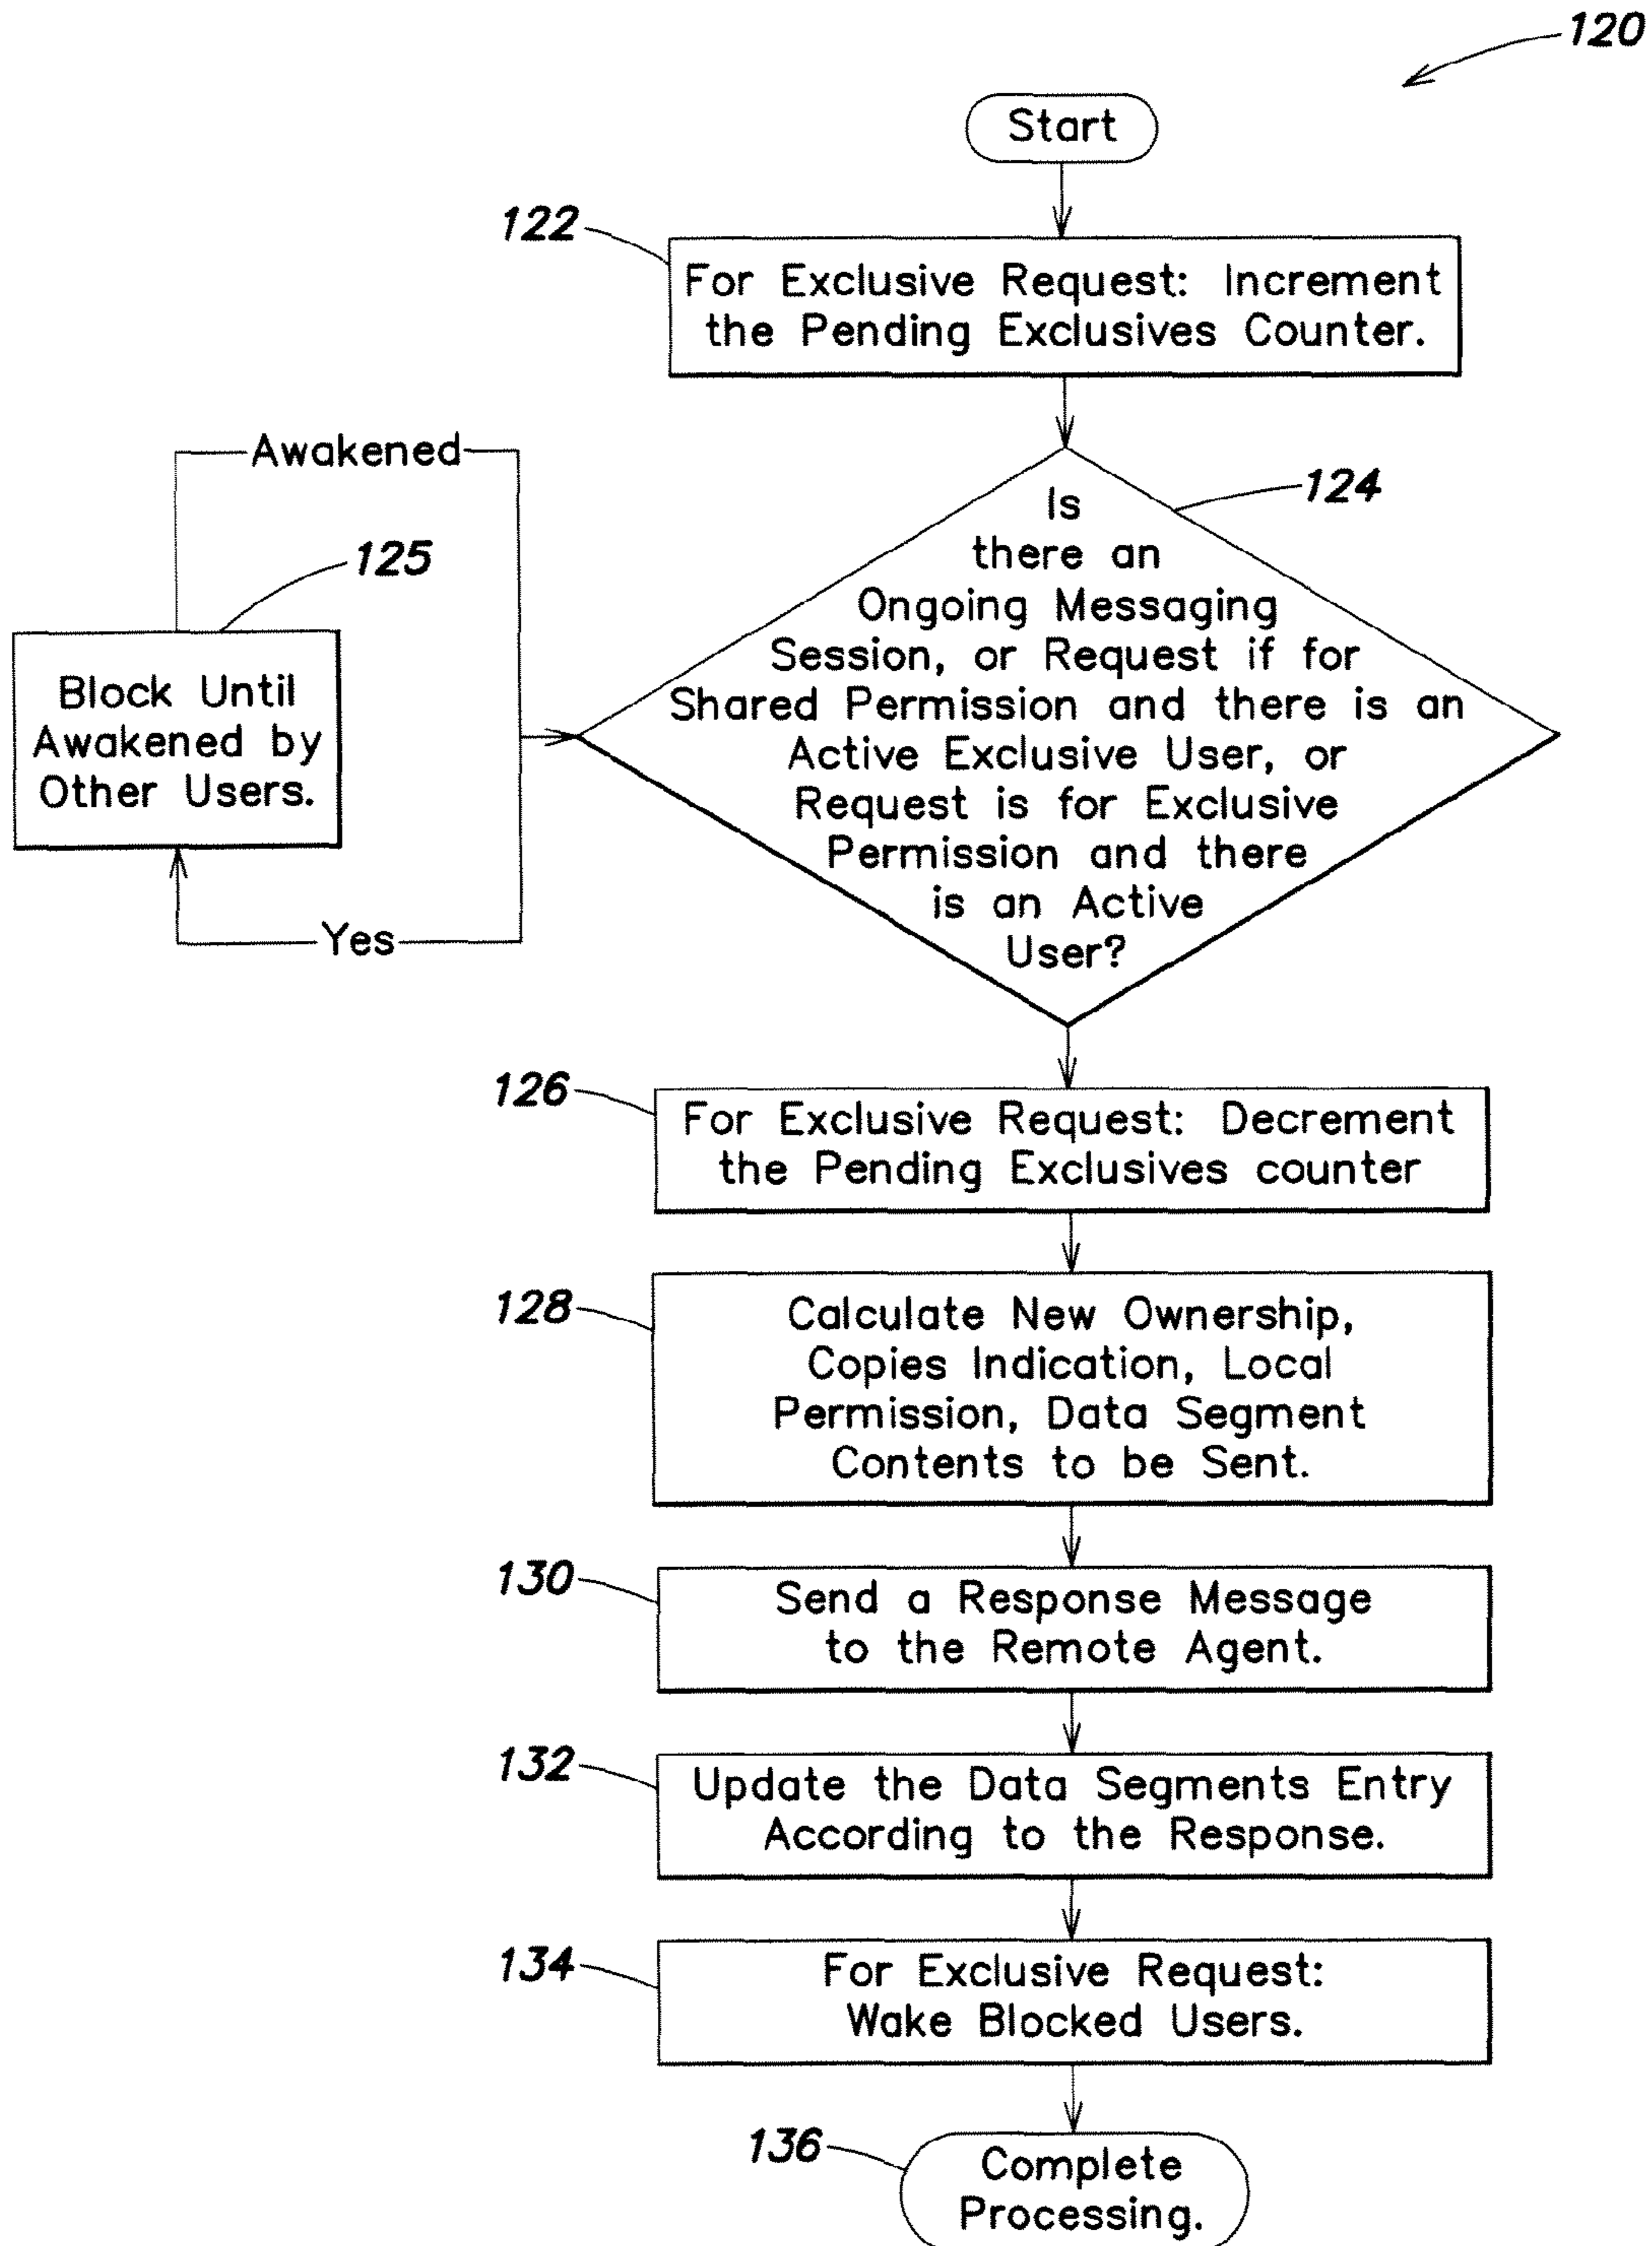 120
Start
122
For Exclusive Request: Increment
the Pending Exclusives Counter.
Awakened
124
125
Is
there an
Ongoing Messaging
Session, or Request if for
Shared Permission and there is an
Active Exclusive User, or
Request is for Exclusive
Permission and there
is an Active
User?
Block Until
Awakened by
Other Users.
Yes
126
For Exclusive Request: Decrement
the Pending Exclusives counter
128
Calculate New Ownership,
Copies Indication, Local
Permission, Data Segment
Contents to be Sent.
130
Send a Response Message
to the Remote Agent.
132
Update the Data Segments Entry
According to the Response.
134
For Exclusive Request:
Wake Blocked Users.
136
Complete
Processing.